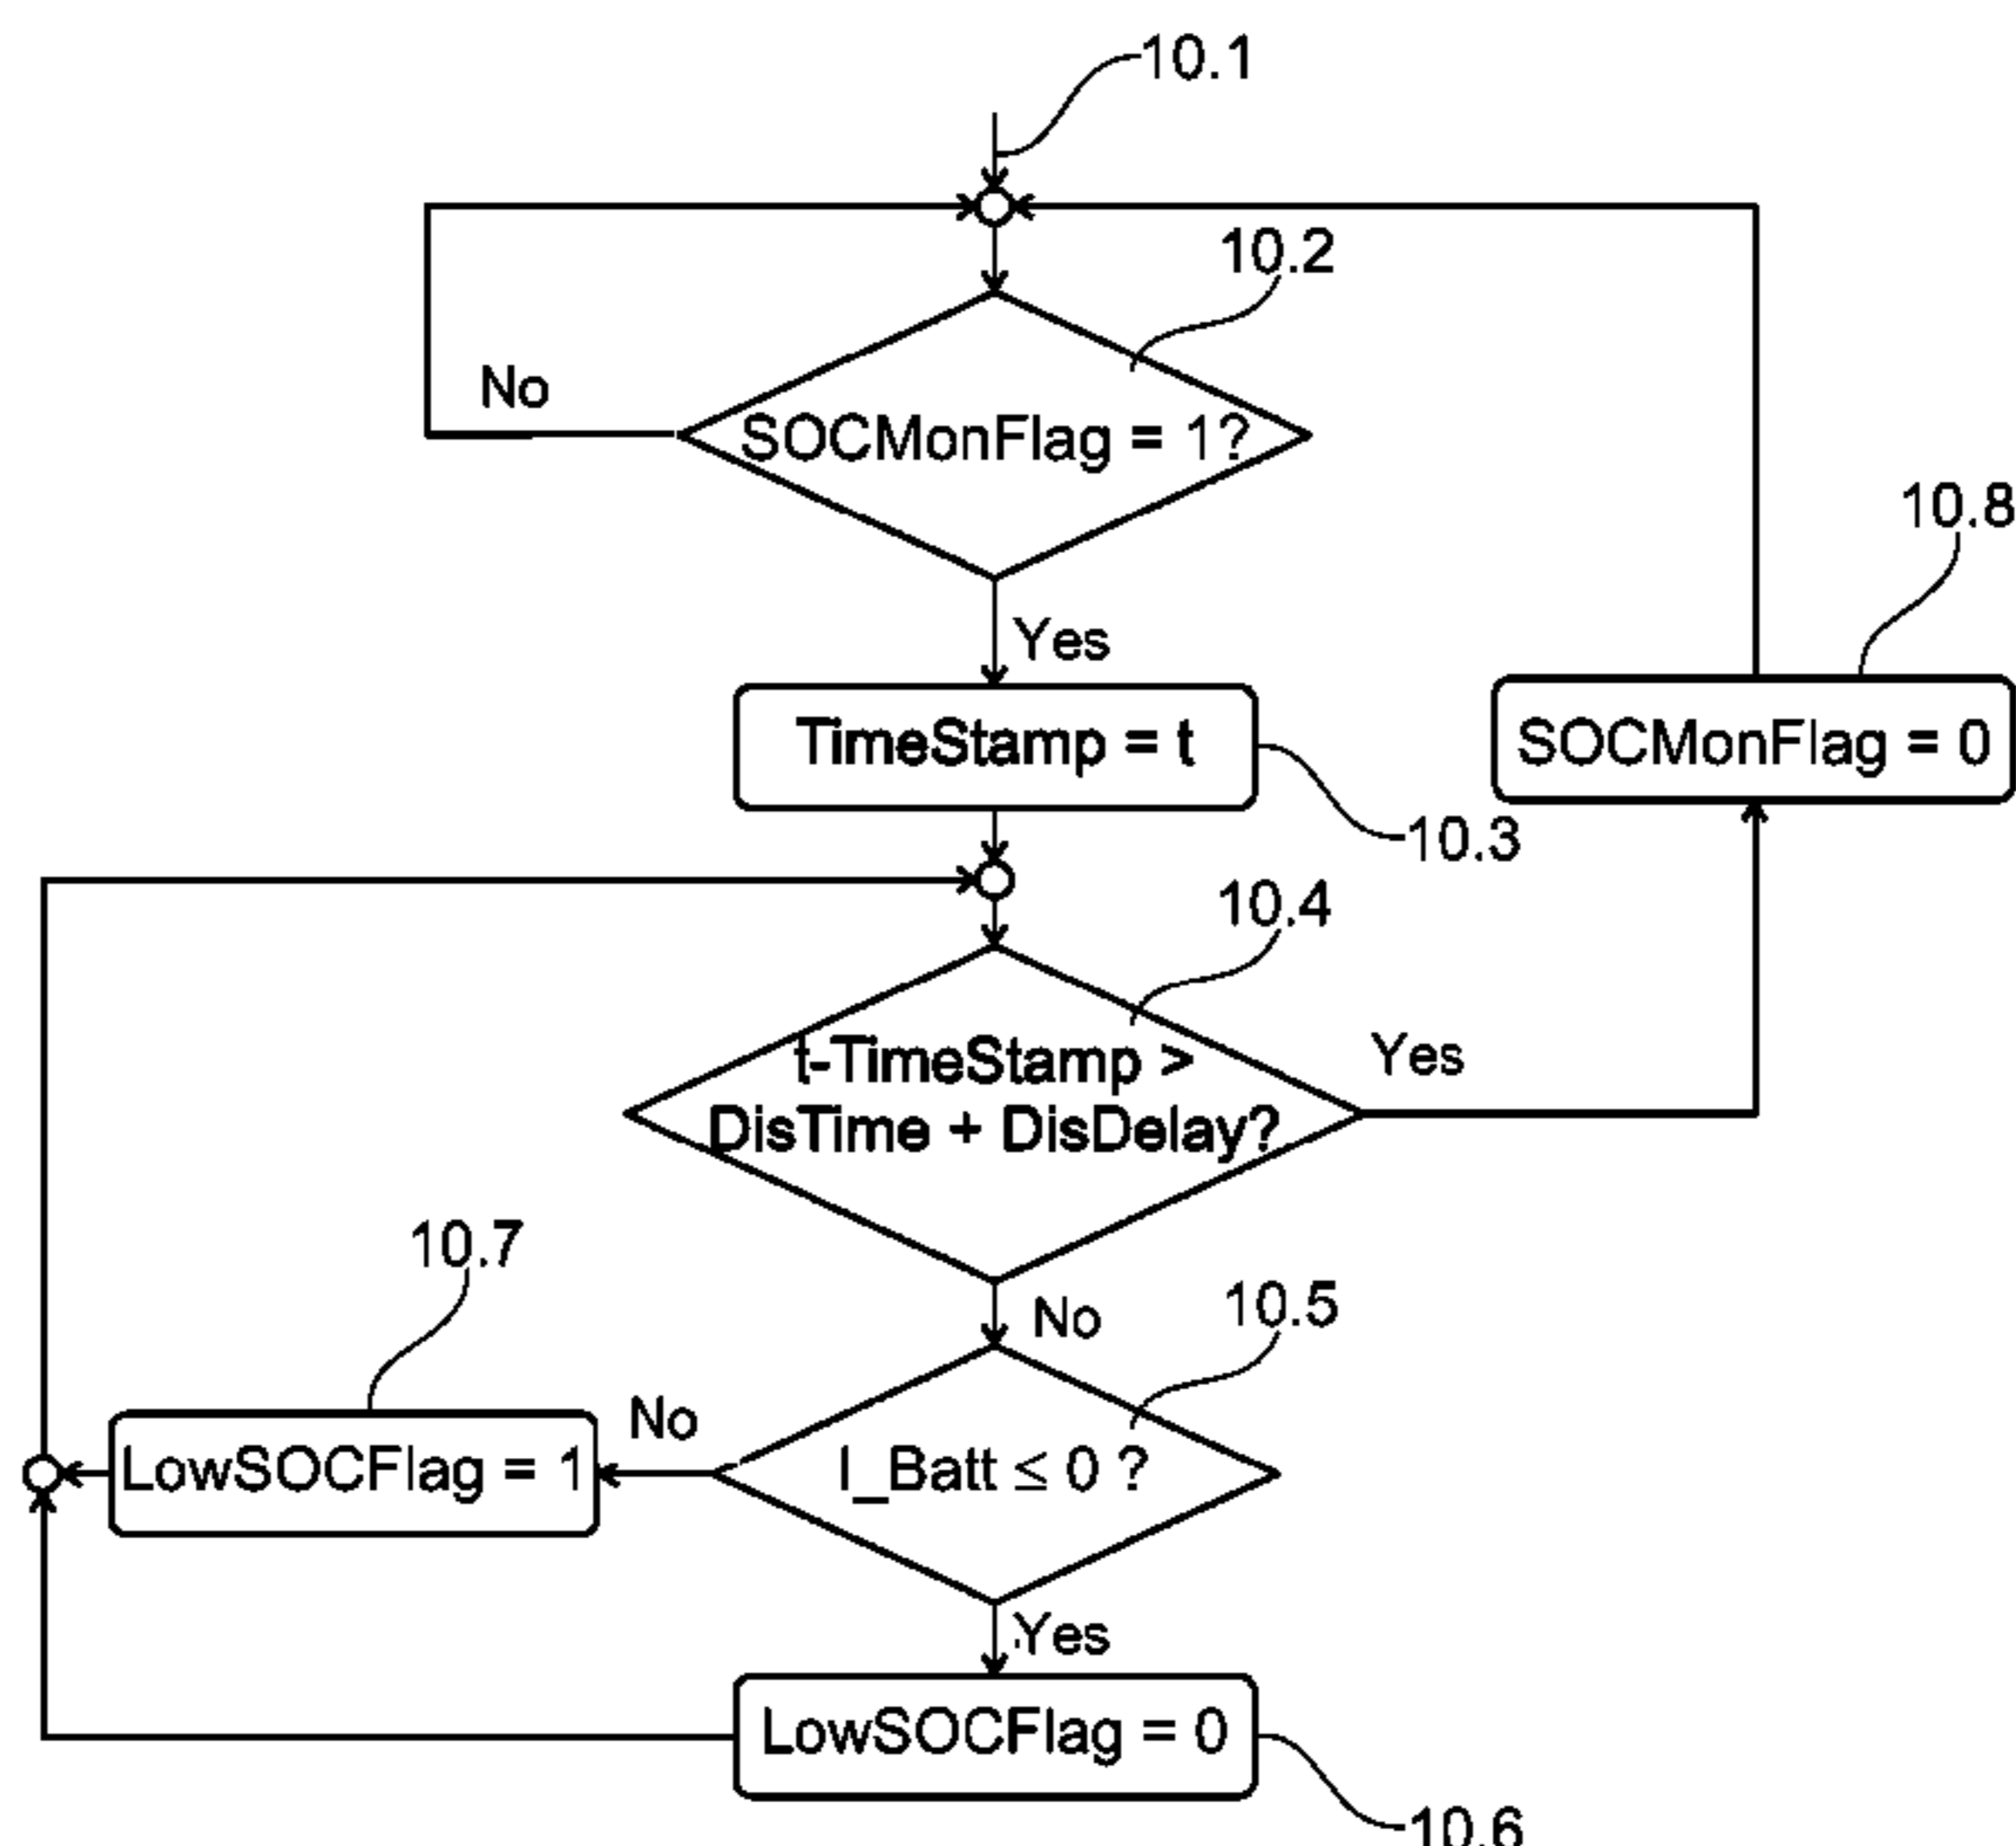 10.1
10.2
No
SOCMonFlag = 1?
10.8
Yes
TimeStamp = t
SOCMonFlag = 0
10.3
10.4
t-TimeStamp >
DisTime + DisDelay?
Yes
10.7
No
10.5
No
LowSOCFlag = 1
I_Batt ≤ 0 ?
Yes
LowSOCFlag = 0
10.6